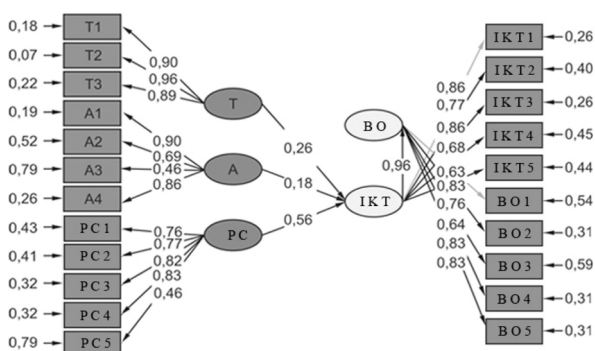 0,18 T1
0,07 T2
0,22 T3
0,19 A1
0,52 A2
0,79 A3
0,26 A4
0,43 PC1
0,41 PC2
0,32 PC3
0,32 PC4
0,79 PC5
0,90
0,96
0,89
0,90
0,69
0,46
0,86
0,76
0,77
0,82
0,83
0,46
T
A
PC
0,26
0,18
0,56
BO
0,96
IKT
0,86
0,77
0,86
0,68
0,63
0,83
0,76
0,64
0,83
0,83
IKT1 0,26
IKT2 0,40
IKT3 0,26
IKT4 0,45
IKT5 0,44
BO1 0,54
BO2 0,31
BO3 0,59
BO4 0,31
BO5 0,31